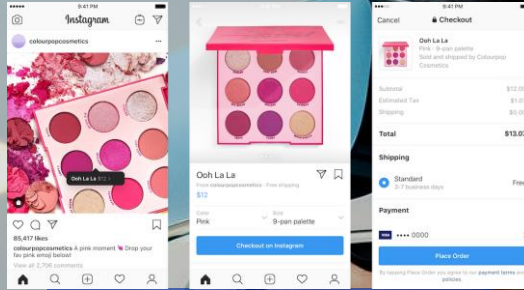 9:41 PM
Instagram
colourpopcosmetics
Ooh La La $12 >
85,417 likes
colourpopcosmetics A pink moment 💘 Drop your
fav pink emoji below!
View all 2,706 comments
9:41 PM
Ooh La La
From colourpopcosmetics · Free shipping
$12
Color
Pink
Size
9-pan palette
Checkout on Instagram
9:41 PM
Cancel
Checkout
Ooh La La
Pink · 9-pan palette
Sold and shipped by Colourpop
Cosmetics
Subtotal
$12.00
Estimated Tax
Shipping
$0.00
Total
$13.07
Shipping
Standard
3-7 business days
Free
Payment
VISA •••• 0000
Place Order
By tapping Place Order you agree to our payment terms and
policies.